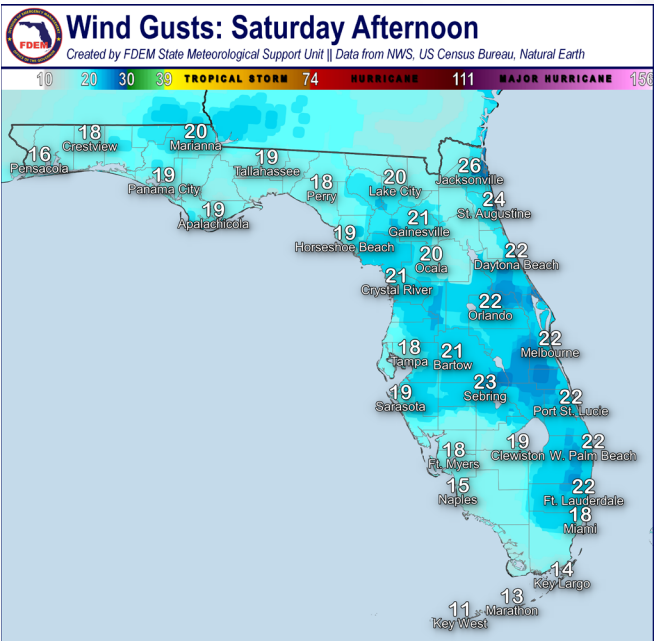 Wind Gusts: Saturday Afternoon
FDEM
Created by FDEM State Meteorological Support Unit || Data from NWS, US Census Bureau, Natural Earth
10 20 30 39 TROPICAL STORM 74 HURRICANE 111 MAJOR HURRICANE 156
16
Pensacola
18
Crestview
20
Marianna
19
Panama City
19
Apalachicola
19
Tallahassee
18
Perry
20
Lake City
26
Jacksonville
24
St. Augustine
21
Gainesville
19
Horseshoe Beach
20
Ocala
22
Daytona Beach
21
Crystal River
22
Orlando
18
Tampa
21
Bartow
22
Melbourne
23
Sebring
19
Sarasota
22
Port St. Lucie
18
Ft. Myers
19
Clewiston
22
W. Palm Beach
15
Naples
22
Ft. Lauderdale
18
Miami
14
Key Largo
13
Marathon
11
Key West